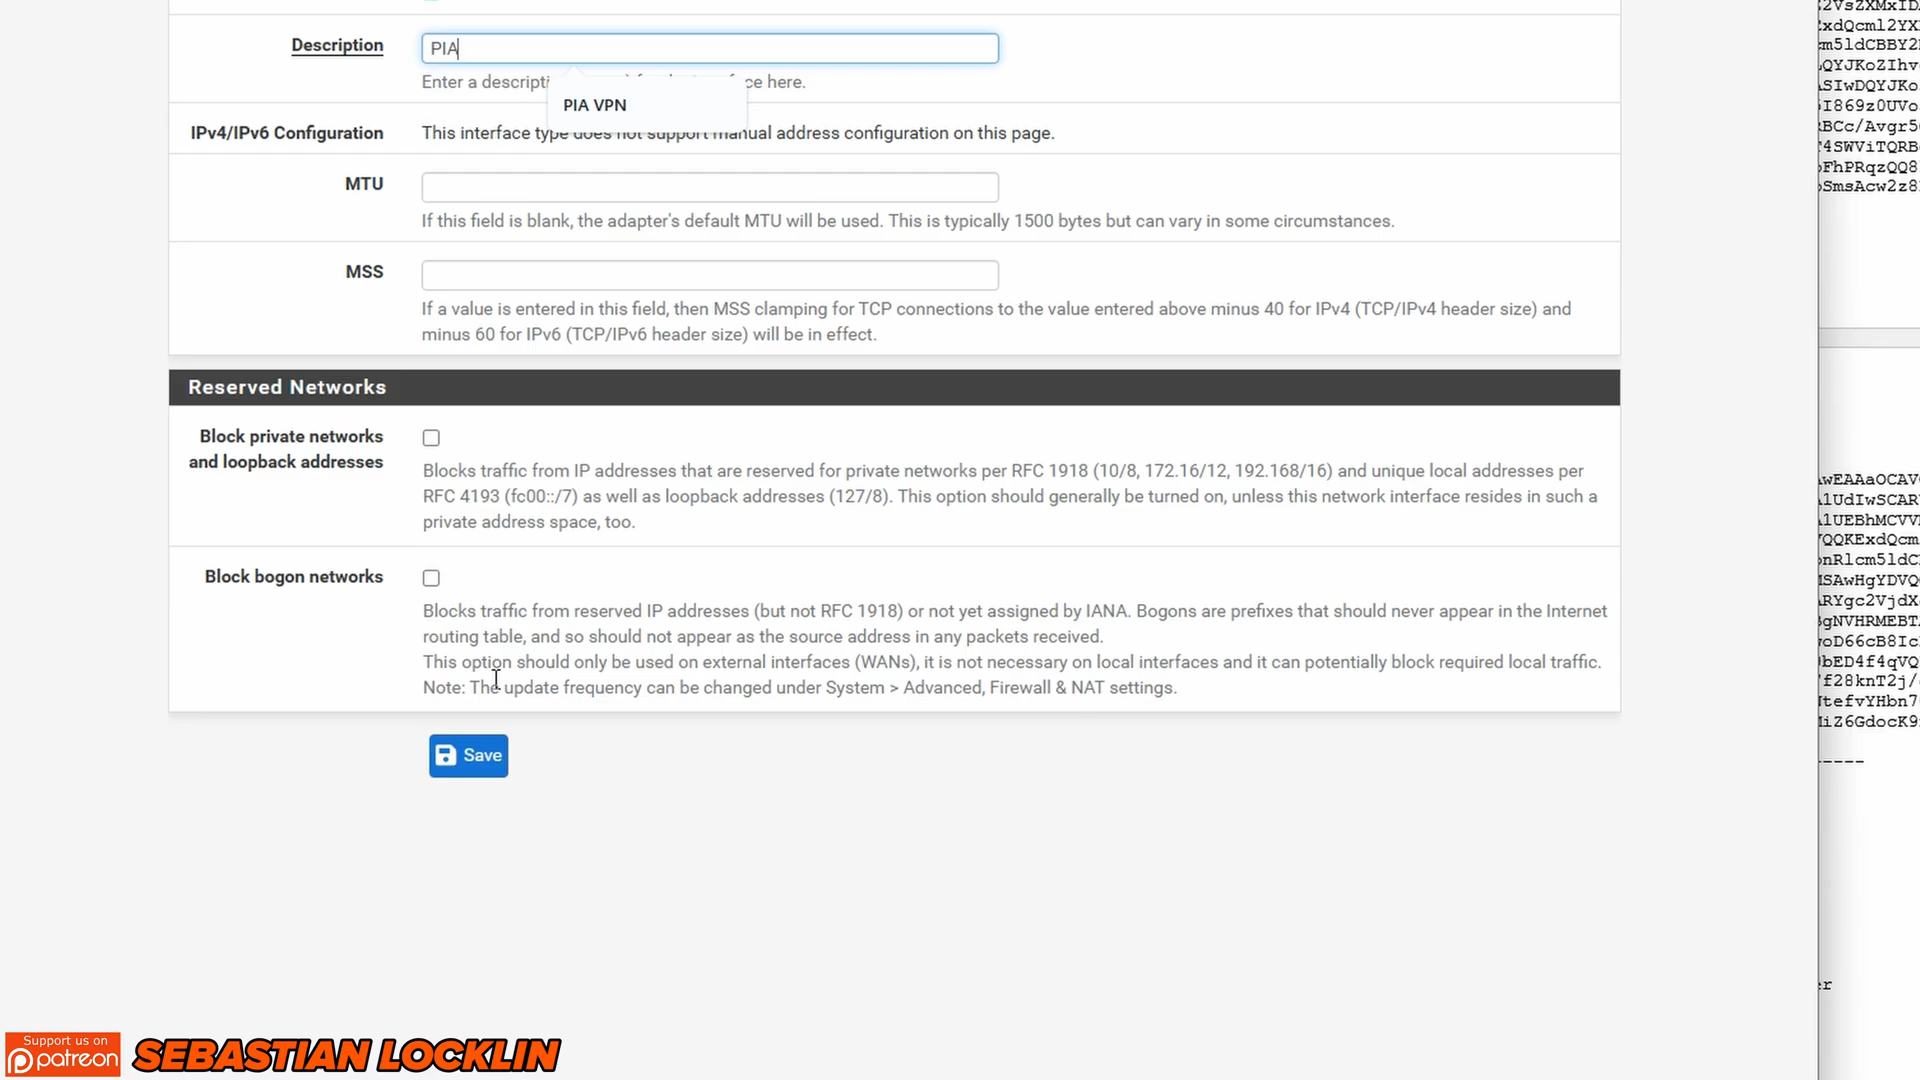 Description
PIA
Enter a descripti
ce here.
PIA VPN
IPv4/IPv6 Configuration
This interface type does not support manual address configuration on this page.
MTU
If this field is blank, the adapter's default MTU will be used. This is typically 1500 bytes but can vary in some circumstances.
MSS
If a value is entered in this field, then MSS clamping for TCP connections to the value entered above minus 40 for IPv4 (TCP/IPv4 header size) and
minus 60 for IPv6 (TCP/IPv6 header size) will be in effect.
Reserved Networks
Block private networks
and loopback addresses
Blocks traffic from IP addresses that are reserved for private networks per RFC 1918 (10/8, 172.16/12, 192.168/16) and unique local addresses per
RFC 4193 (fc00::/7) as well as loopback addresses (127/8). This option should generally be turned on, unless this network interface resides in such a
private address space, too.
Block bogon networks
Blocks traffic from reserved IP addresses (but not RFC 1918) or not yet assigned by IANA. Bogons are prefixes that should never appear in the Internet
routing table, and so should not appear as the source address in any packets received.
This option should only be used on external interfaces (WANs), it is not necessary on local interfaces and it can potentially block required local traffic.
Note: The update frequency can be changed under System > Advanced, Firewall & NAT settings.
Save
Support us on
patreon
SEBASTIAN LOCKLIN